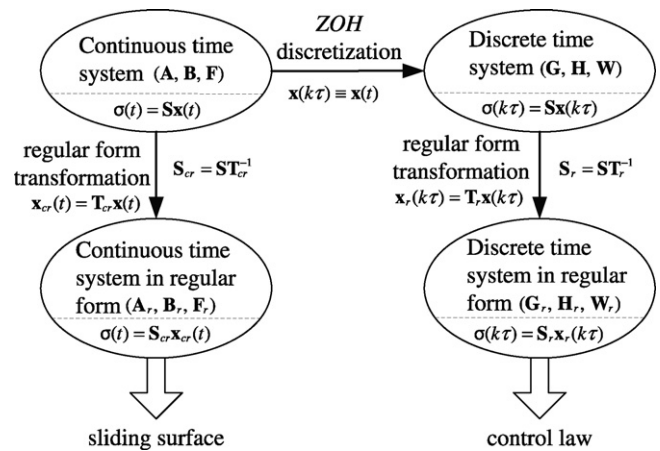 Continuous time
system (A, B, F)
σ(t) = Sx(t)
ZOH
discretization
x(kτ) ≡ x(t)
Discrete time
system (G, H, W)
σ(kτ) = Sx(kτ)
regular form
transformation
x_cr(t) = T_cr x(t)
S_cr = ST_cr^{-1}
regular form
transformation
x_r(kτ) = T_r x(kτ)
S_r = ST_r^{-1}
Continuous time
system in regular
form (A_r, B_r, F_r)
σ(t) = S_cr x_cr(t)
Discrete time
system in regular
form (G_r, H_r, W_r)
σ(kτ) = S_r x_r(kτ)
sliding surface
control law